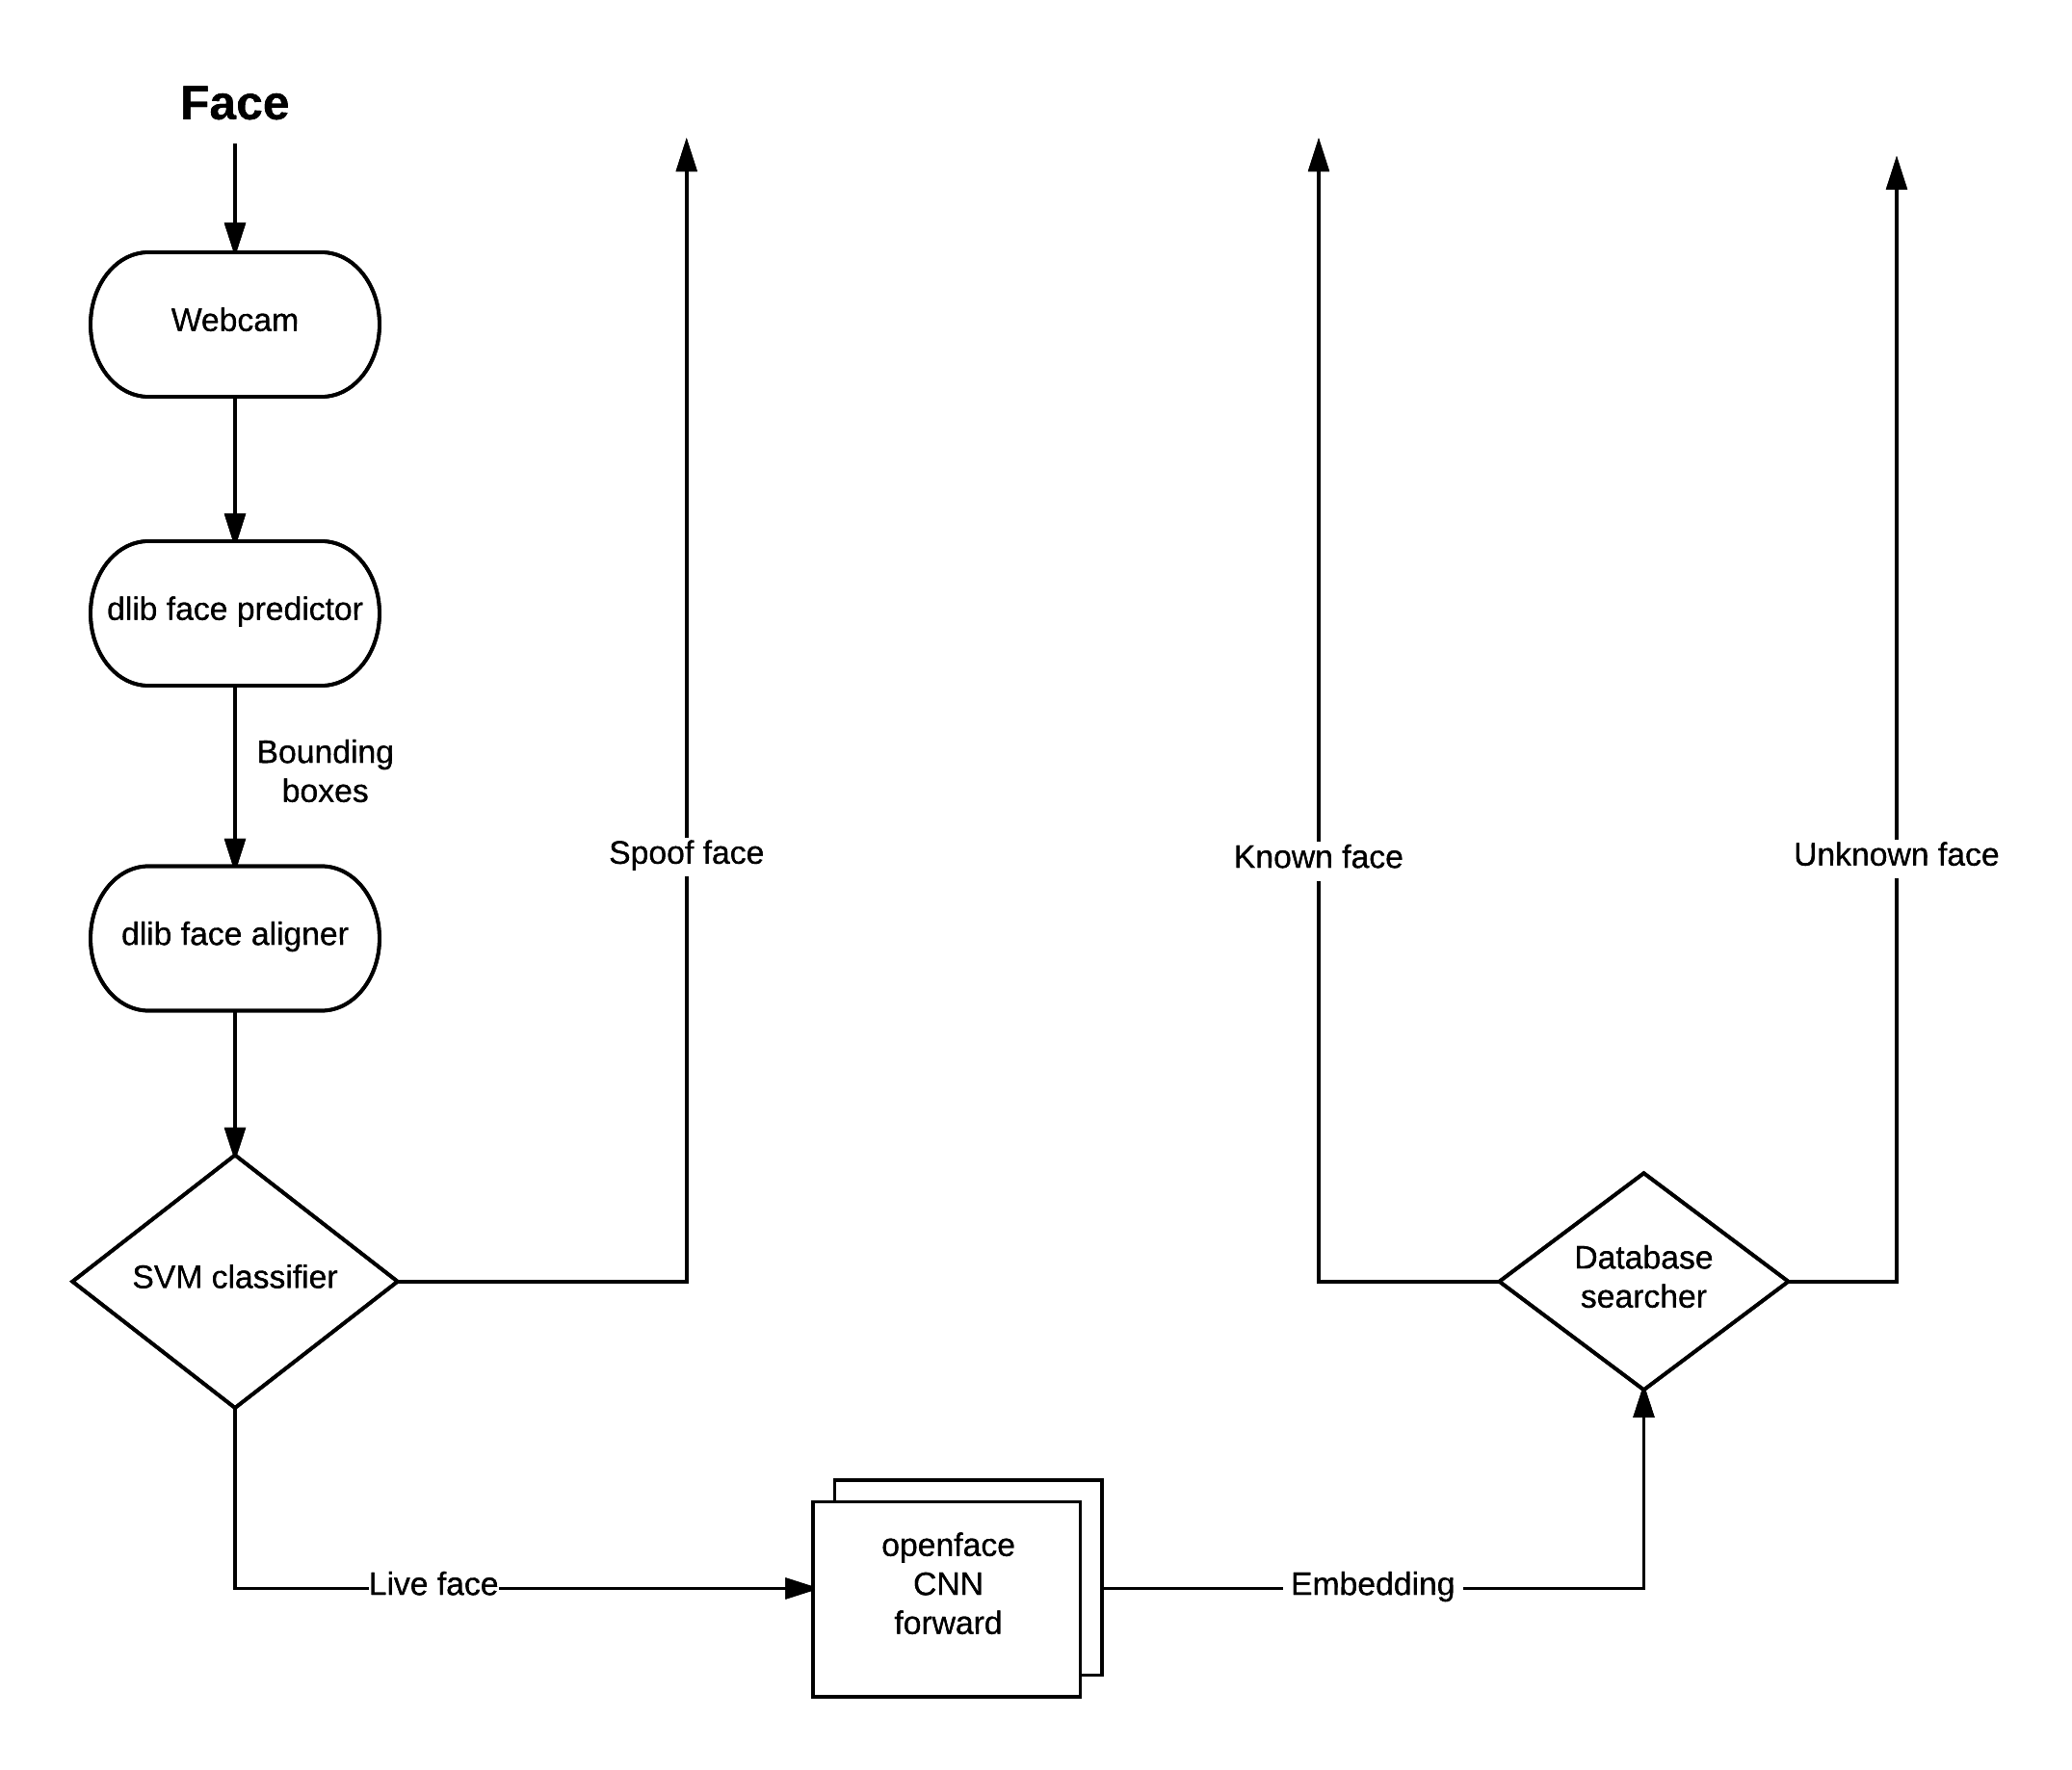 Face
Webcam
dlib face predictor
Bounding
boxes
dlib face aligner
Spoof face
Known face
Unknown face
SVM classifier
Database
searcher
Live face
openface
CNN
forward
Embedding